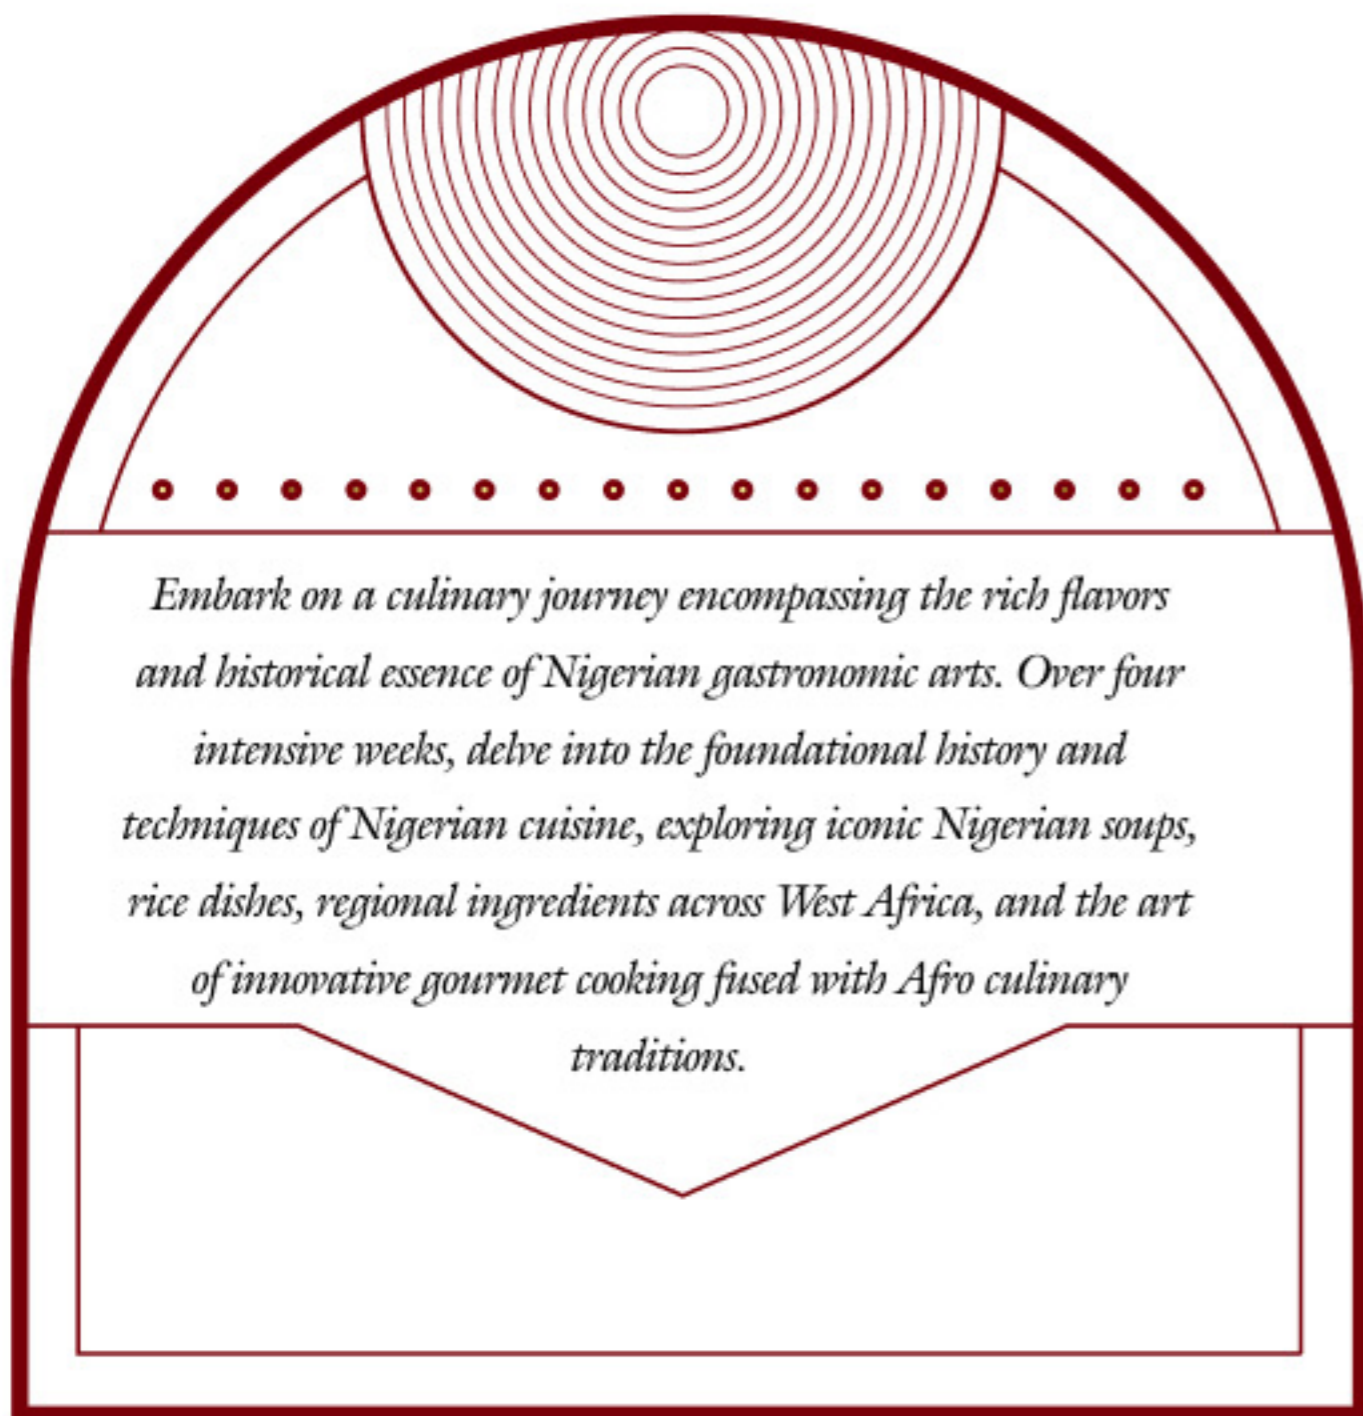 Embark on a culinary journey encompassing the rich flavors
and historical essence of Nigerian gastronomic arts. Over four
intensive weeks, delve into the foundational history and
techniques of Nigerian cuisine, exploring iconic Nigerian soups,
rice dishes, regional ingredients across West Africa, and the art
of innovative gourmet cooking fused with Afro culinary
traditions.